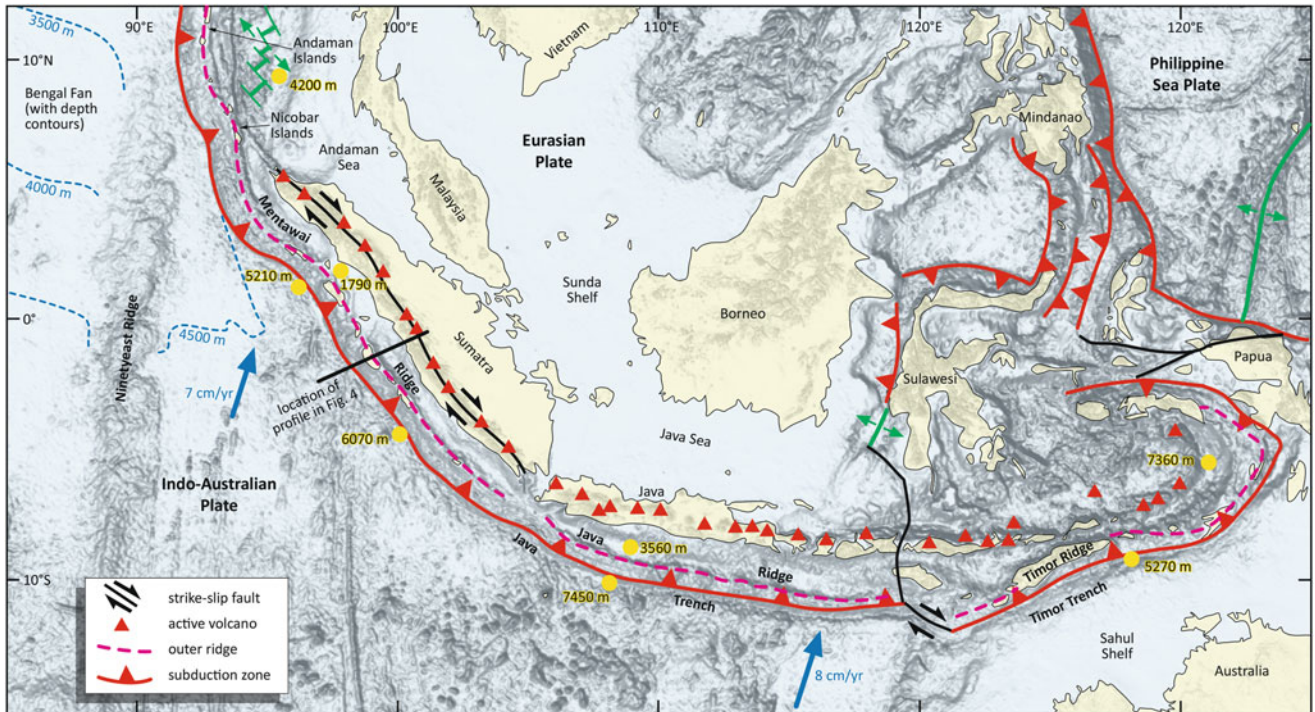 90°E
100°E
110°E
120°E
120°E
3500 m
Andaman
Islands
Vietnam
10°N
4200 m
Philippine
Sea Plate
Bengal Fan
(with depth
contours)
Nicobar
Islands
Eurasian
Plate
Mindanao
Andaman
Sea
4000 m
Malaysia
Mentawai
5210 m
1790 m
Sunda
Shelf
Borneo
0°
4500 m
Ninetyeast Ridge
Sumatra
Papua
Ridge
Sulawesi
7 cm/yr
location of
profile in Fig. 4
6070 m
Java Sea
7360 m
Indo-Australian
Plate
Java
Java
3560 m
Java
Ridge
Timor Ridge
5270 m
10°S
7450 m
Trench
Timor Trench
strike-slip fault
active volcano
outer ridge
subduction zone
Sahul
Shelf
Australia
8 cm/yr